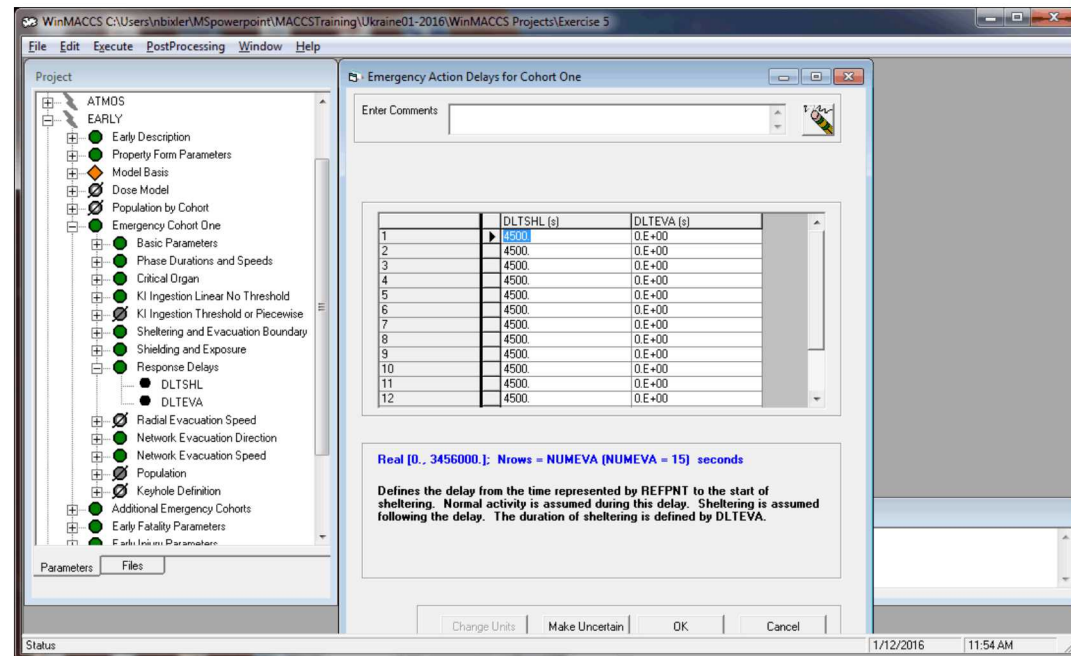 WinMACCS C:\Users\nbixler\MSpowerpoint\MACCSTraining\Ukraine01-2016\WinMACCS Projects\Exercise 5
File Edit Execute PostProcessing Window Help
Project
ATMOS
EARLY
Early Description
Property Form Parameters
Model Basis
Dose Model
Population by Cohort
Emergency Cohort One
Basic Parameters
Phase Durations and Speeds
Critical Organ
KI Ingestion Linear No Threshold
KI Ingestion Threshold or Piecewise
Sheltering and Evacuation Boundary
Shielding and Exposure
Response Delays
DLTSHL
DLTEVA
Radial Evacuation Speed
Network Evacuation Direction
Network Evacuation Speed
Population
Keyhole Definition
Additional Emergency Cohorts
Early Fatality Parameters
Early Injury Parameters
Parameters Files
Emergency Action Delays for Cohort One
Enter Comments
DLTSHL (s) DLTEVA (s)
1 4500. 0.E+00
2 4500. 0.E+00
3 4500. 0.E+00
4 4500. 0.E+00
5 4500. 0.E+00
6 4500. 0.E+00
7 4500. 0.E+00
8 4500. 0.E+00
9 4500. 0.E+00
10 4500. 0.E+00
11 4500. 0.E+00
12 4500. 0.E+00
Real [0., 3456000.]; Nrows = NUMEVA (NUMEVA = 15) seconds
Defines the delay from the time represented by REFPNT to the start of
sheltering. Normal activity is assumed during this delay. Sheltering is assumed
following the delay. The duration of sheltering is defined by DLTEVA.
Change Units Make Uncertain OK Cancel
Status 1/12/2016 11:54 AM